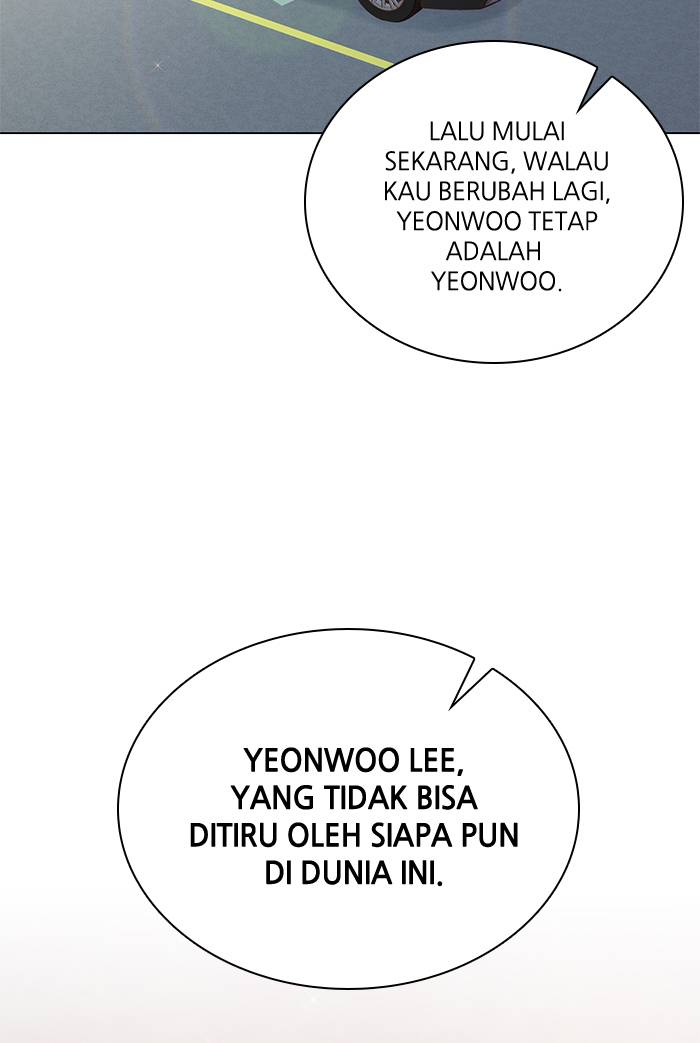 LALU MULAI
SEKARANG, WALAU
KAU BERUBAH LAGI,
YEONWOO TETAP
ADALAH
YEONWOO.
YEONWOO LEE,
YANG TIDAK BISA
DITIRU OLEH SIAPA PUN
DI DUNIA INI.